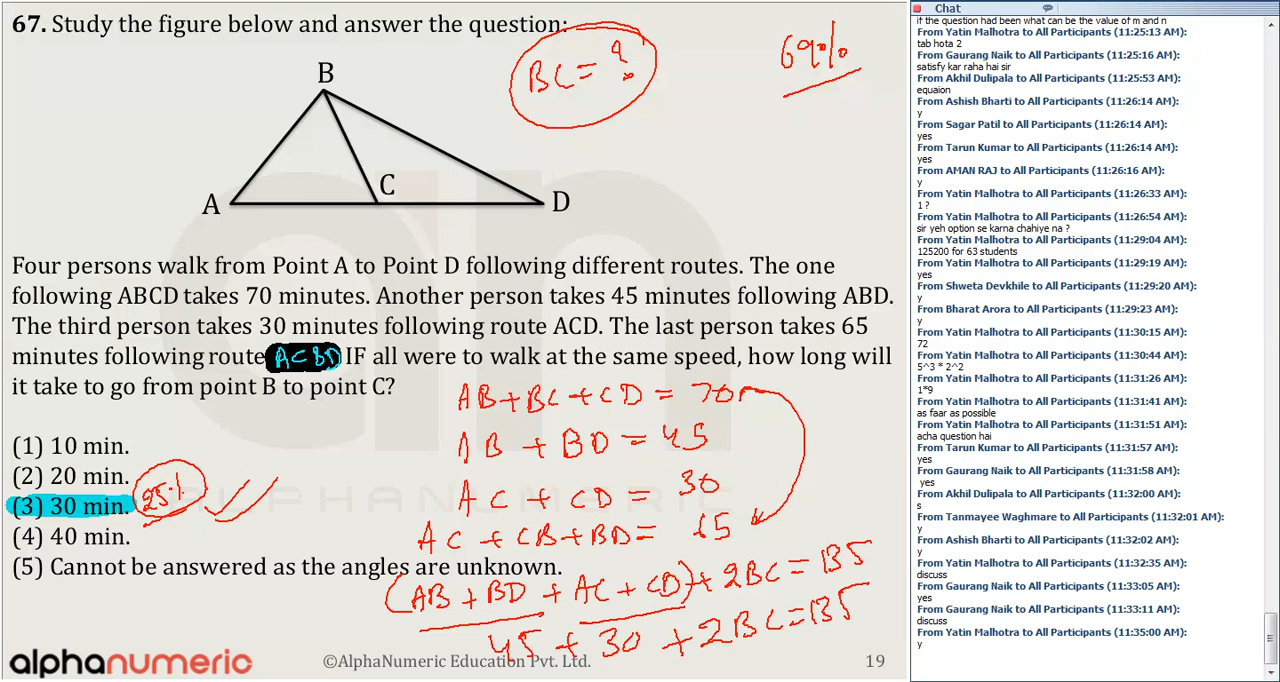 67. Study the figure below and answer the question:
BC = ?
69%
B
A
C
D
Four persons walk from Point A to Point D following different routes. The one
following ABCD takes 70 minutes. Another person takes 45 minutes following ABD.
The third person takes 30 minutes following route ACD. The last person takes 65
minutes following route ACBD IF all were to walk at the same speed, how long will
it take to go from point B to point C?
AB + BC + CD = 70
AB + BD = 45
AC + CD = 30
AC + CB + BD = 65
(AB + BD + AC + CD) + 2BC = 135
45 + 30 + 2BC = 135
(1) 10 min.
(2) 20 min.
(3) 30 min. 25%
(4) 40 min.
(5) Cannot be answered as the angles are unknown.
ALPHANUMERIC
alphanumeric
©AlphaNumeric Education Pvt. Ltd.
19
Chat
if the question had been what can be the value of m and n
From Yatin Malhotra to All Participants (11:25:13 AM):
tab hota 2
From Gaurang Naik to All Participants (11:25:16 AM):
satisfy kar raha hai sir
From Akhil Dulipala to All Participants (11:25:53 AM):
equaion
From Ashish Bharti to All Participants (11:26:14 AM):
y
From Sagar Patil to All Participants (11:26:14 AM):
yes
From Tarun Kumar to All Participants (11:26:14 AM):
yes
From AMAN RAJ to All Participants (11:26:16 AM):
y
From Yatin Malhotra to All Participants (11:26:33 AM):
1 ?
From Yatin Malhotra to All Participants (11:26:54 AM):
sir yeh option se karna chahiye na ?
From Yatin Malhotra to All Participants (11:29:04 AM):
125200 for 63 students
From Yatin Malhotra to All Participants (11:29:19 AM):
yes
From Shweta Devkhile to All Participants (11:29:20 AM):
y
From Bharat Arora to All Participants (11:29:23 AM):
y
From Yatin Malhotra to All Participants (11:30:15 AM):
72
From Yatin Malhotra to All Participants (11:30:44 AM):
5^3 * 2^2
From Yatin Malhotra to All Participants (11:31:26 AM):
1*9
From Yatin Malhotra to All Participants (11:31:41 AM):
as faar as possible
From Yatin Malhotra to All Participants (11:31:51 AM):
acha question hai
From Tarun Kumar to All Participants (11:31:57 AM):
yes
From Gaurang Naik to All Participants (11:31:58 AM):
yes
From Akhil Dulipala to All Participants (11:32:00 AM):
s
From Tanmayee Waghmare to All Participants (11:32:01 AM):
y
From Ashish Bharti to All Participants (11:32:02 AM):
y
From Yatin Malhotra to All Participants (11:32:35 AM):
discuss
From Gaurang Naik to All Participants (11:33:05 AM):
yes
From Gaurang Naik to All Participants (11:33:11 AM):
discuss
From Yatin Malhotra to All Participants (11:35:00 AM):
y